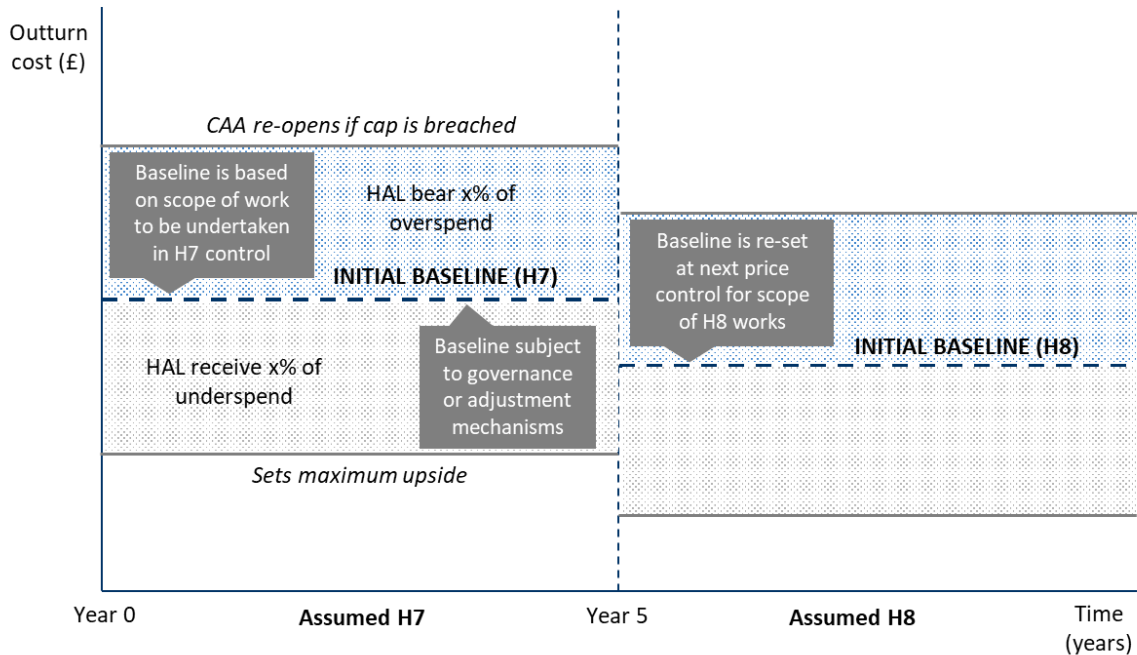 Outturn
cost (£)
CAA re-opens if cap is breached
Baseline is based
on scope of work
to be undertaken
in H7 control
HAL bear x% of
overspend
INITIAL BASELINE (H7)
Baseline is re-set
at next price
control for scope
of H8 works
INITIAL BASELINE (H8)
HAL receive x% of
underspend
Baseline subject
to governance
or adjustment
mechanisms
Sets maximum upside
Year 0
Assumed H7
Year 5
Assumed H8
Time
(years)